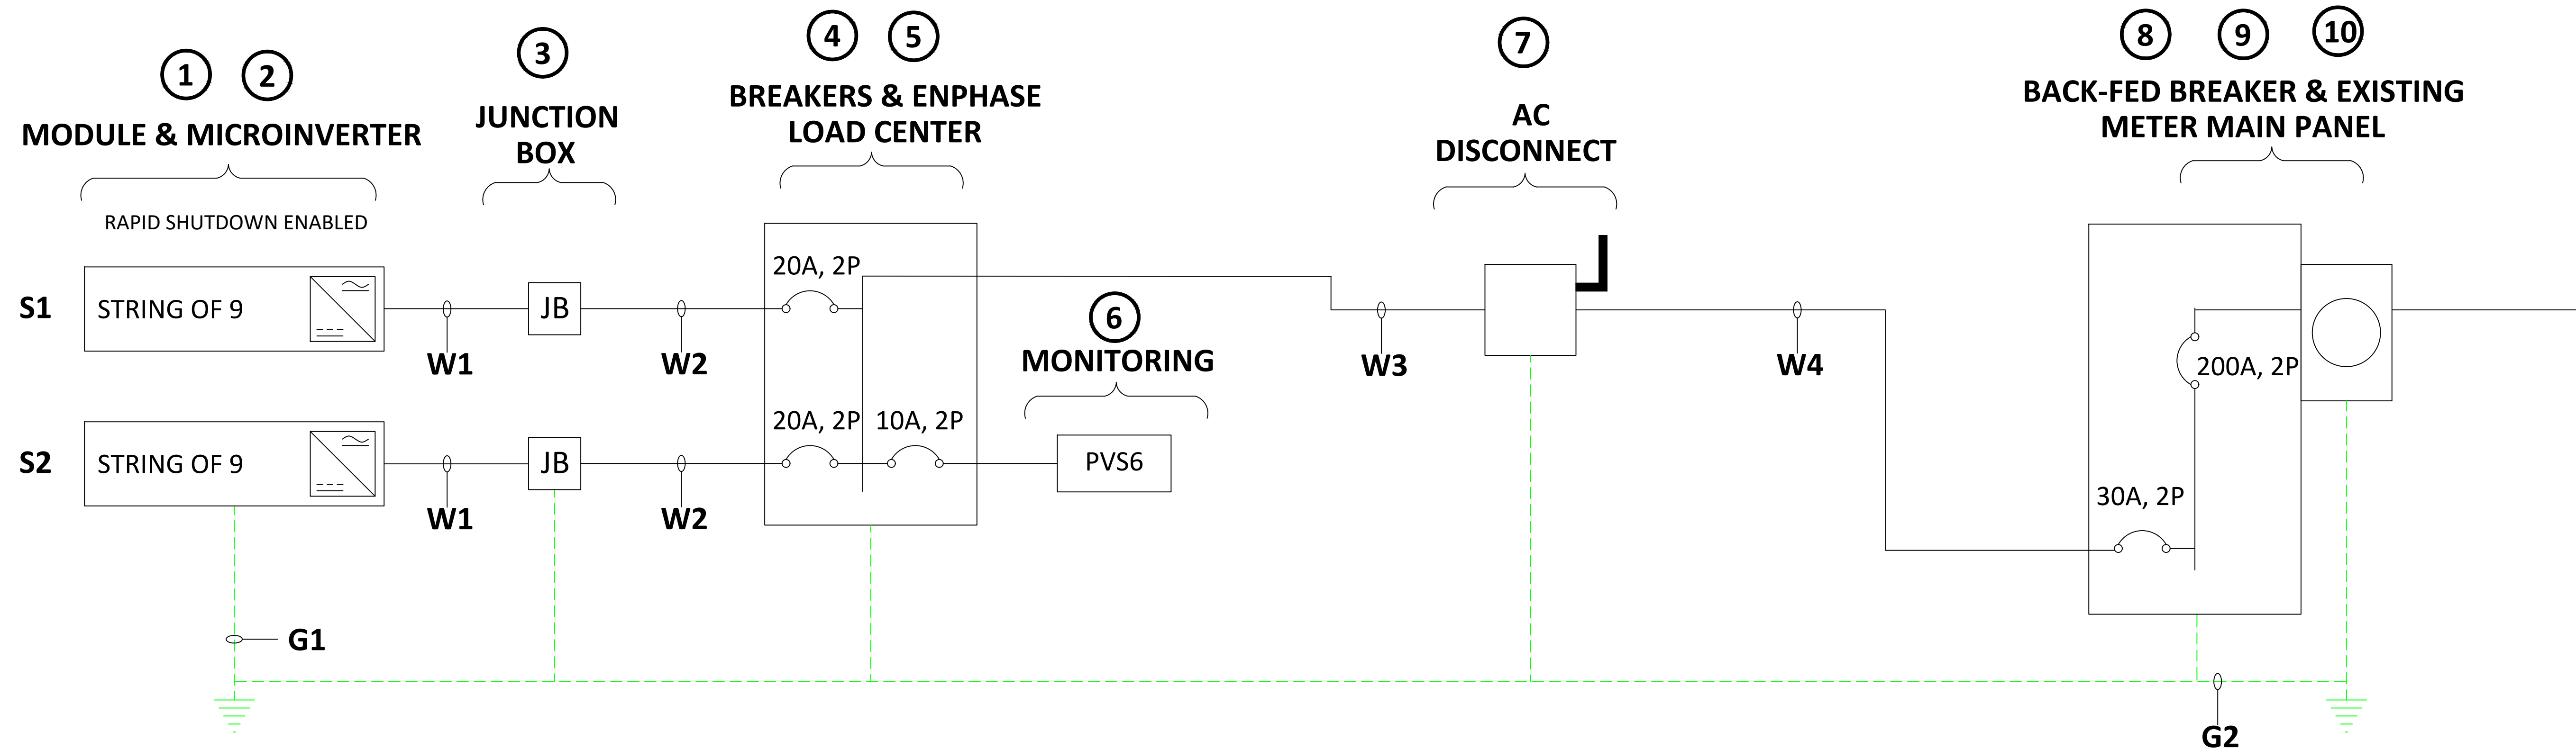 1 2
MODULE & MICROINVERTER
RAPID SHUTDOWN ENABLED
3
JUNCTION
BOX
4 5
BREAKERS & ENPHASE
LOAD CENTER
7
AC
DISCONNECT
8 9 10
BACK-FED BREAKER & EXISTING
METER MAIN PANEL
S1
STRING OF 9
W1
JB
W2
20A, 2P
6
MONITORING
W3
W4
200A, 2P
S2
STRING OF 9
W1
JB
W2
20A, 2P
10A, 2P
PVS6
30A, 2P
G1
G2